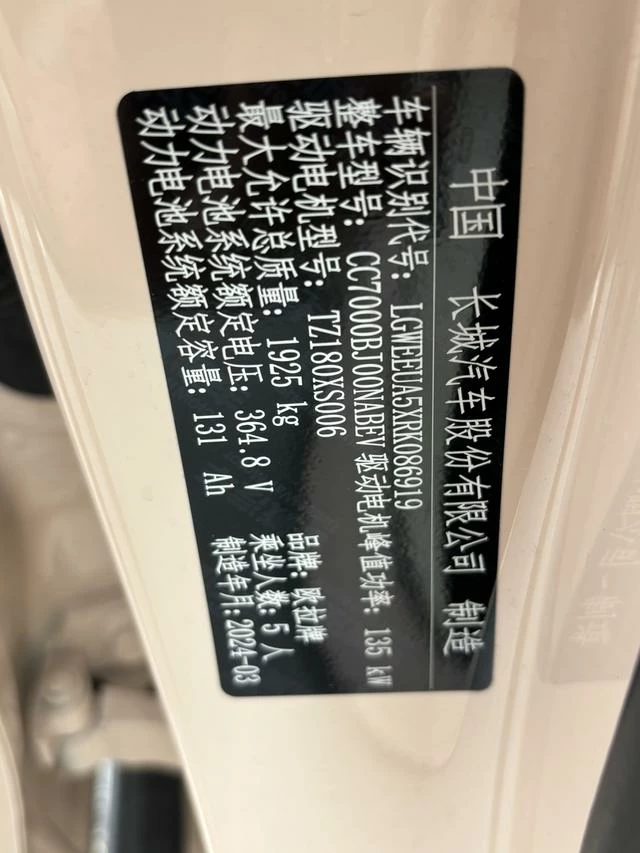 中国 长城汽车股份有限公司 制造
车辆识别代号: LGWEEUA5XRK086919
整车型号: CC7000BJ00NABEV 驱动电机峰值功率: 135 kW
驱动电机型号: TZ180XS006 品牌: 欧拉牌
最大允许总质量: 1925 kg 乘坐人数: 5 人
动力电池系统额定电压: 364.8 V 制造年月: 2024-03
动力电池系统额定容量: 131 Ah